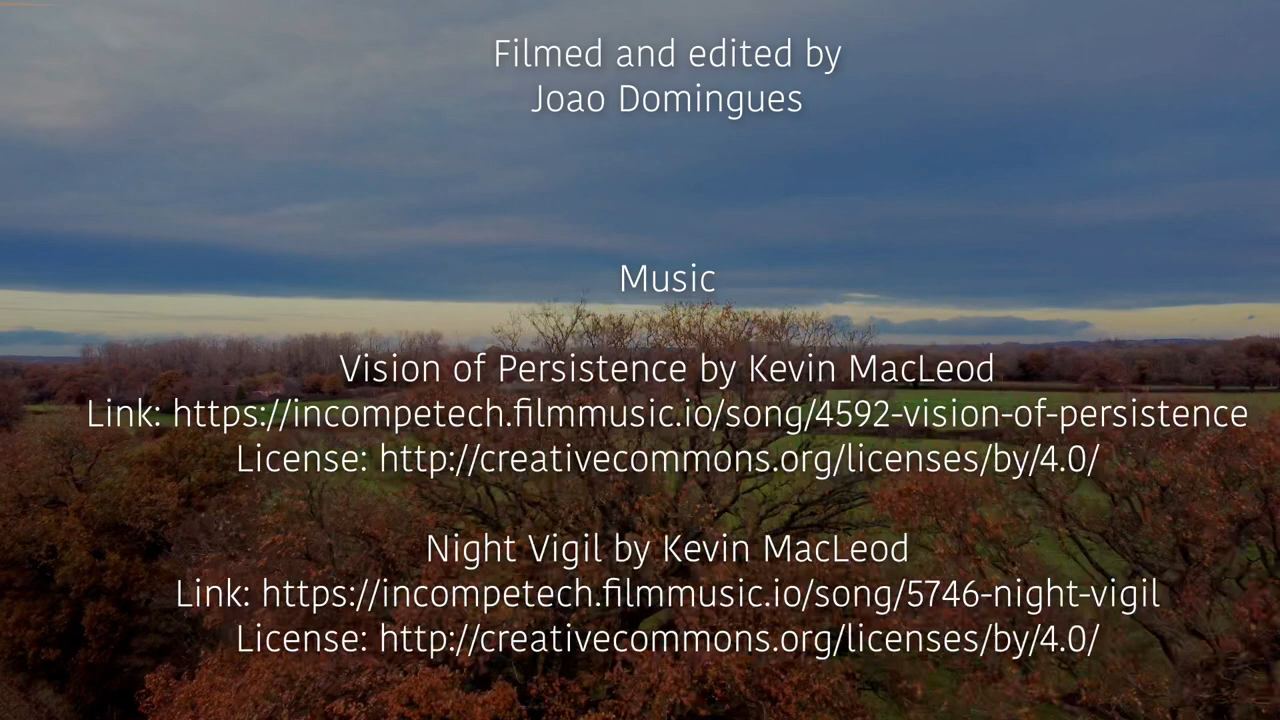 Filmed and edited by
Joao Domingues
Music
Vision of Persistence by Kevin MacLeod
Link: https://incompetech.filmmusic.io/song/4592-vision-of-persistence
License: http://creativecommons.org/licenses/by/4.0/
Night Vigil by Kevin MacLeod
Link: https://incompetech.filmmusic.io/song/5746-night-vigil
License: http://creativecommons.org/licenses/by/4.0/